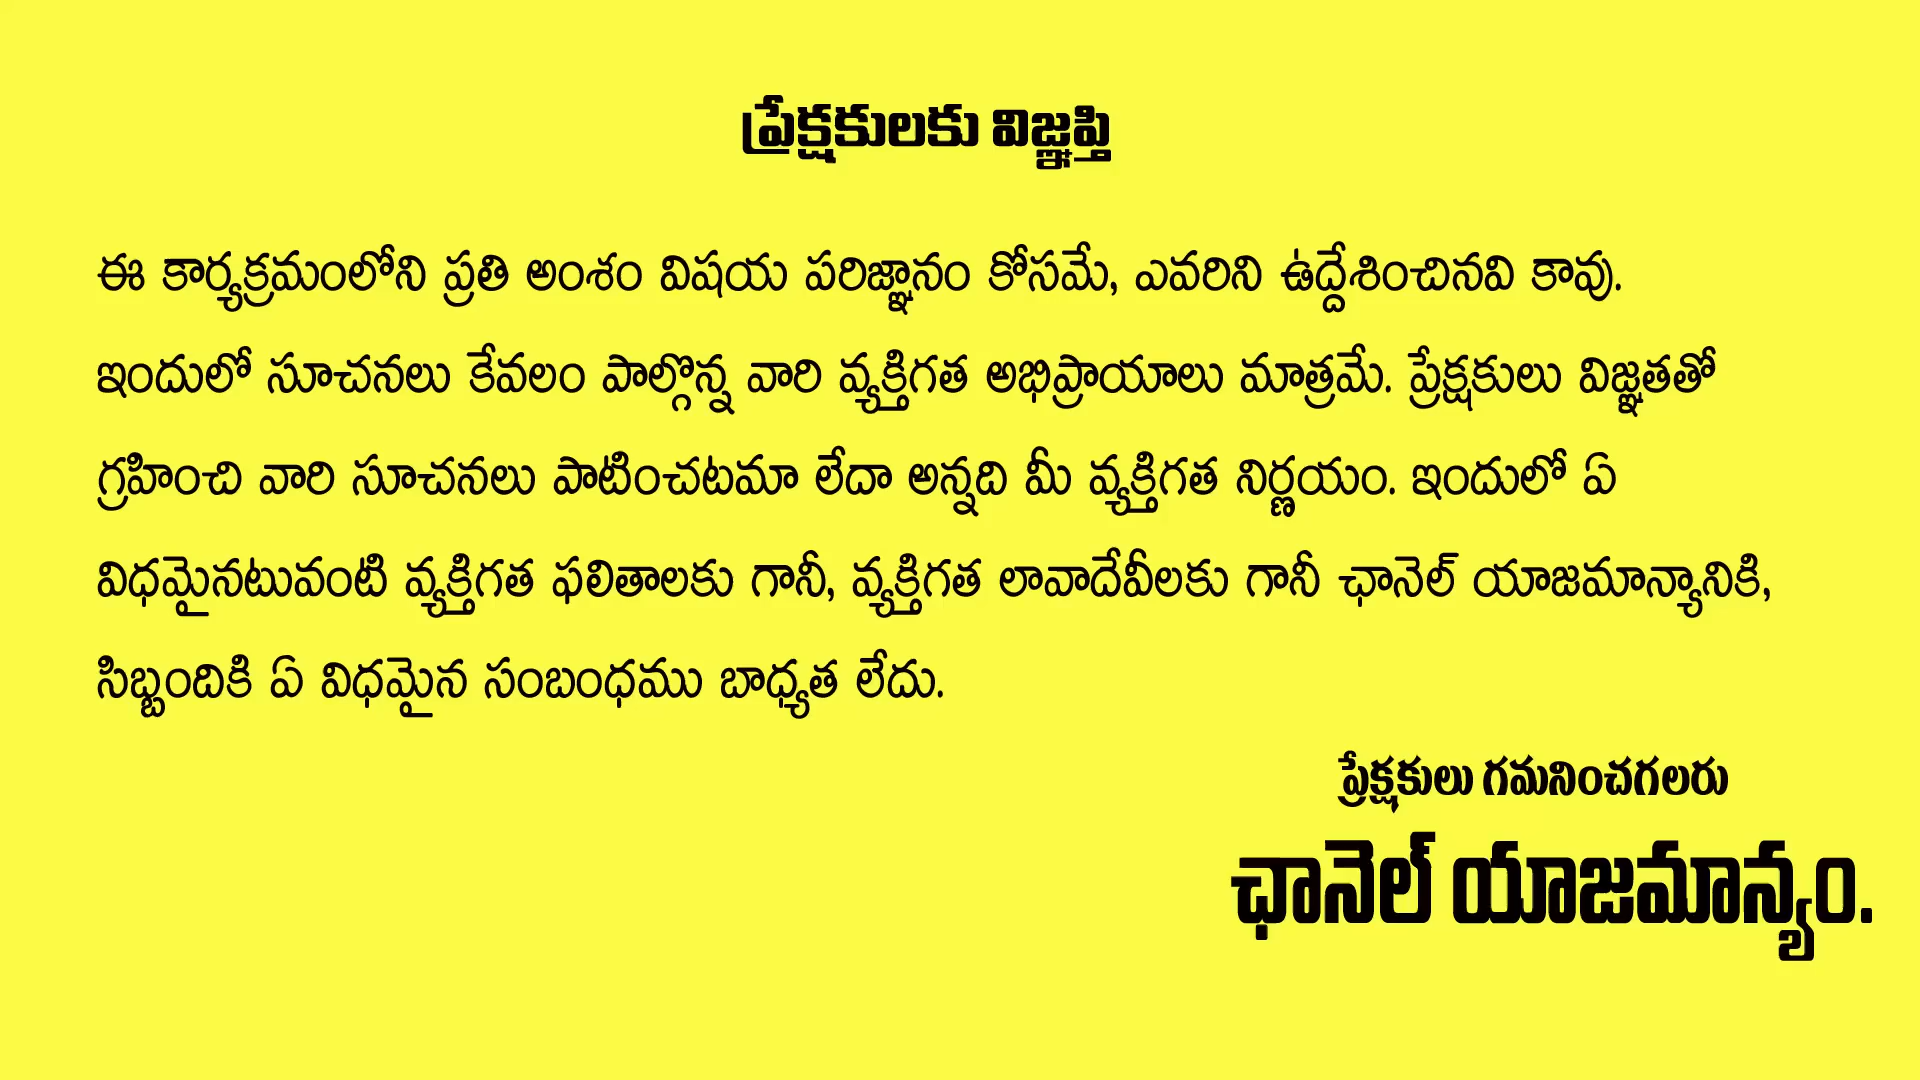 ప్రేక్షకులకు విజ్ఞప్తి
ఈ కార్యక్రమంలోని ప్రతి అంశం విషయ పరిజ్ఞానం కోసమే, ఎవరిని ఉద్దేశించినవి కావు.
ఇందులో సూచనలు కేవలం పాల్గొన్న వారి వ్యక్తిగత అభిప్రాయాలు మాత్రమే. ప్రేక్షకులు విజ్ఞతతో
గ్రహించి వారి సూచనలు పాటించటమా లేదా అన్నది మీ వ్యక్తిగత నిర్ణయం. ఇందులో ఏ
విధమైనటువంటి వ్యక్తిగత ఫలితాలకు గానీ, వ్యక్తిగత లావాదేవీలకు గానీ ఛానెల్ యాజమాన్యానికి,
సిబ్బందికి ఏ విధమైన సంబంధము బాధ్యత లేదు.
ప్రేక్షకులు గమనించగలరు
ఛానెల్ యాజమాన్యం.